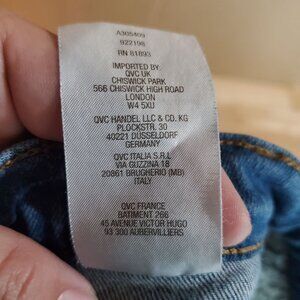 A305409
922198
RN 81893
IMPORTED BY:
QVC UK
CHISWICK PARK
566 CHISWICK HIGH ROAD
LONDON
W4 5XU
QVC HANDEL LLC & CO. KG
PLOCKSTR. 30
40221 DUSSELDORF
GERMANY
QVC ITALIA S.R.L
VIA GUZZINA 18
20861 BRUGHERIO (MB)
ITALY
QVC FRANCE
BATIMENT 266
45 AVENUE VICTOR HUGO
93 300 AUBERVILLIERS